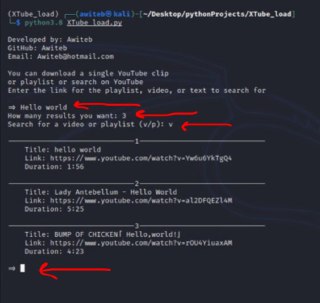 (XTube_load) ┌──(awiteb㉿kali)-[~/Desktop/pythonProjects/XTube_load]
└─$ python3.8 XTube_load.py
Developed by: Awiteb
GitHub: Awiteb
Email: Awiteb@hotmail.com
You can download a single YouTube clip
or playlist or search on YouTube
Enter the link for the playlist, video, or text to search for
⇒ Hello world
How many results you want: 3
Search for a video or playlist (v/p): v
1
Title: hello world
Link: https://www.youtube.com/watch?v=Yw6u6YkTgQ4
Duration: 1:56
2
Title: Lady Antebellum - Hello World
Link: https://www.youtube.com/watch?v=al2DFQEZl4M
Duration: 5:25
3
Title: BUMP OF CHICKEN「Hello,world!」
Link: https://www.youtube.com/watch?v=rOU4YiuaxAM
Duration: 4:23
⇒